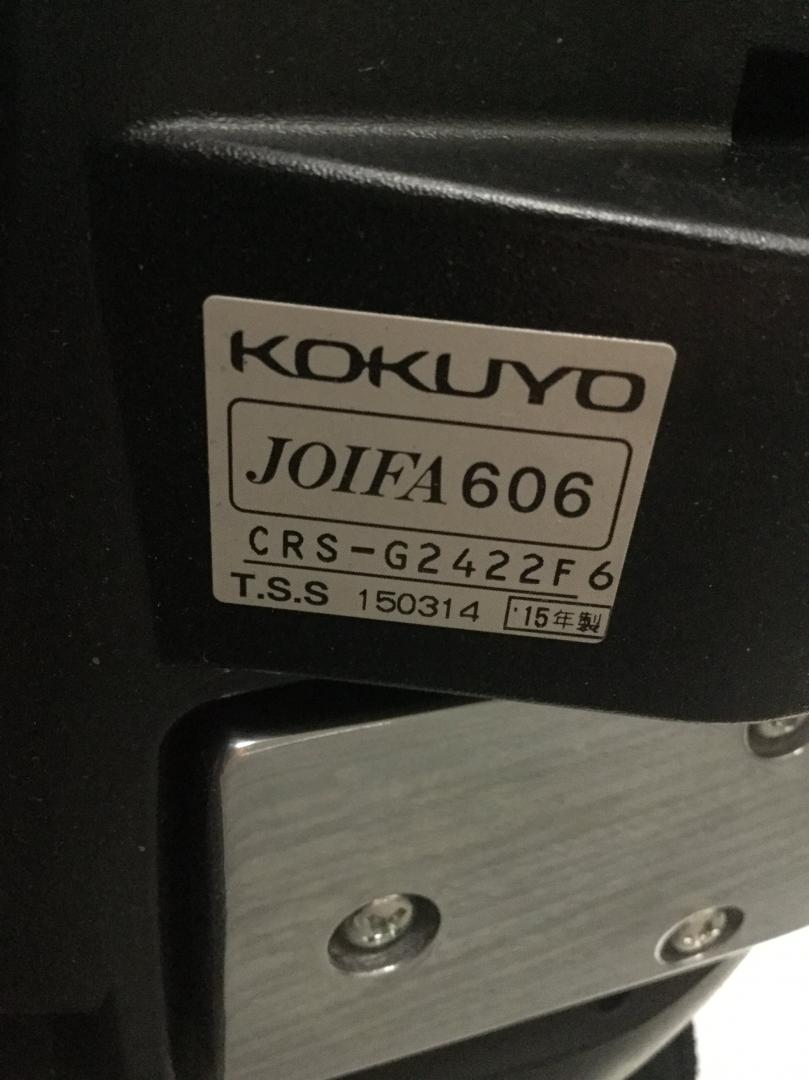 KOKUYO
JOIFA 606
CRS-G2422F6
T.S.S 150314 '15年製